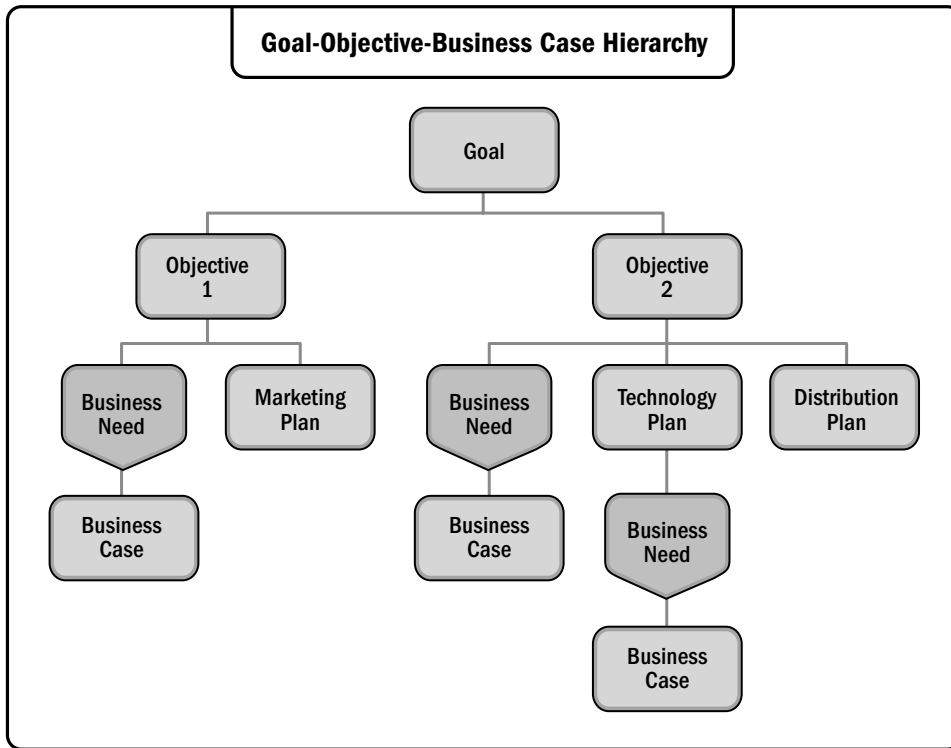 Goal-Objective-Business Case Hierarchy
Goal
Objective
1
Objective
2
Business
Need
Marketing
Plan
Business
Need
Technology
Plan
Distribution
Plan
Business
Case
Business
Case
Business
Need
Business
Case